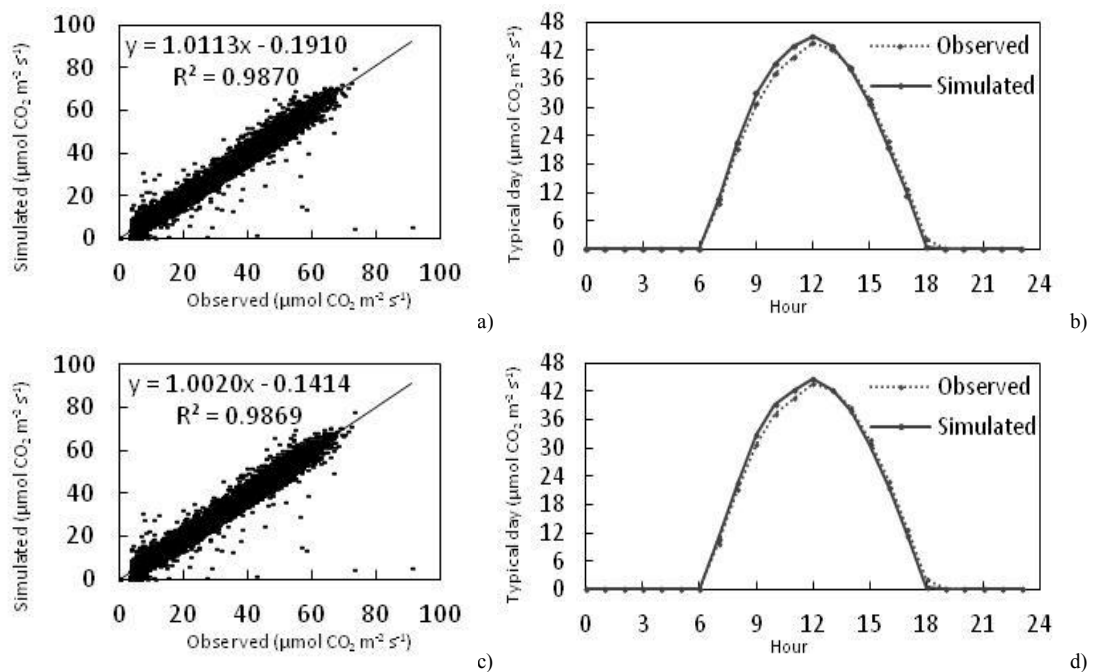 100
80
60
40
20
0
Simulated (μmol CO₂ m⁻² s⁻¹)
y = 1.0113x - 0.1910
R² = 0.9870
0 20 40 60 80 100
Observed (μmol CO₂ m⁻² s⁻¹)
a)
48
42
36
30
24
18
12
6
0
Typical day (μmol CO₂ m⁻² s⁻¹)
Observed
Simulated
0 3 6 9 12 15 18 21 24
Hour
b)
100
80
60
40
20
0
Simulated (μmol CO₂ m⁻² s⁻¹)
y = 1.0020x - 0.1414
R² = 0.9869
0 20 40 60 80 100
Observed (μmol CO₂ m⁻² s⁻¹)
c)
48
42
36
30
24
18
12
6
0
Typical day (μmol CO₂ m⁻² s⁻¹)
Observed
Simulated
0 3 6 9 12 15 18 21 24
Hour
d)